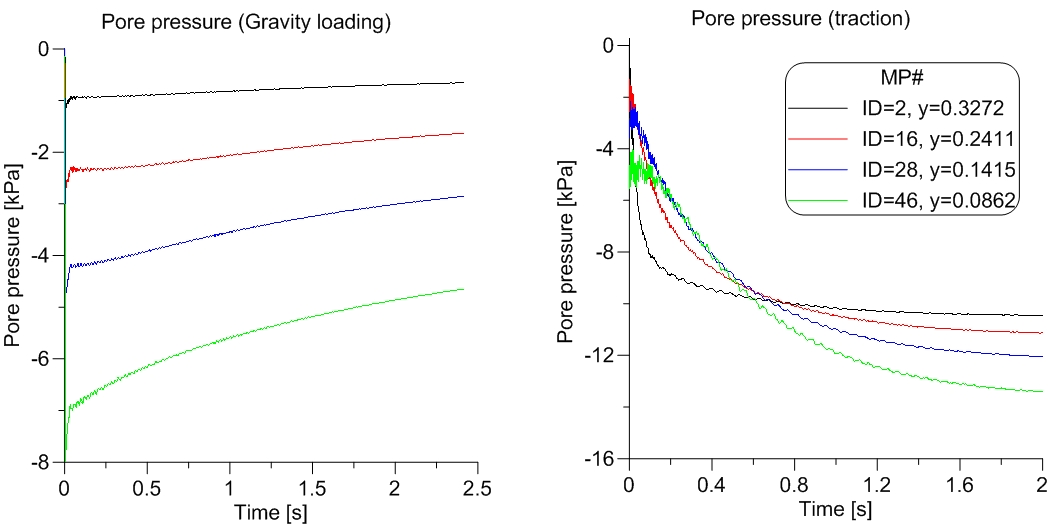 Pore pressure (Gravity loading)
0
-2
-4
-6
-8
Pore pressure [kPa]
0
0.5
1
1.5
2
2.5
Time [s]
Pore pressure (traction)
0
-4
-8
-12
-16
Pore pressure [kPa]
MP#
ID=2, y=0.3272
ID=16, y=0.2411
ID=28, y=0.1415
ID=46, y=0.0862
0
0.4
0.8
1.2
1.6
2
Time [s]